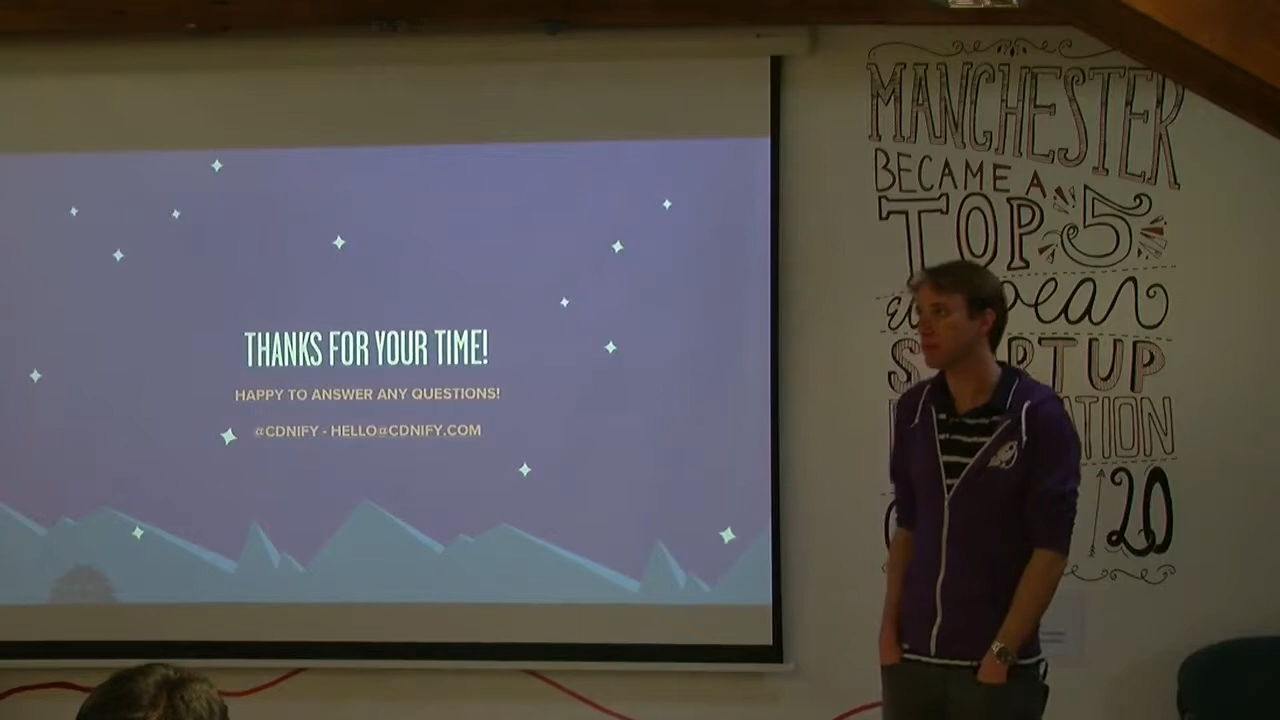 THANKS FOR YOUR TIME!
HAPPY TO ANSWER ANY QUESTIONS!
@CDNIFY - HELLO@CDNIFY.COM
MANCHESTER
BECAME A
TOP 5
20